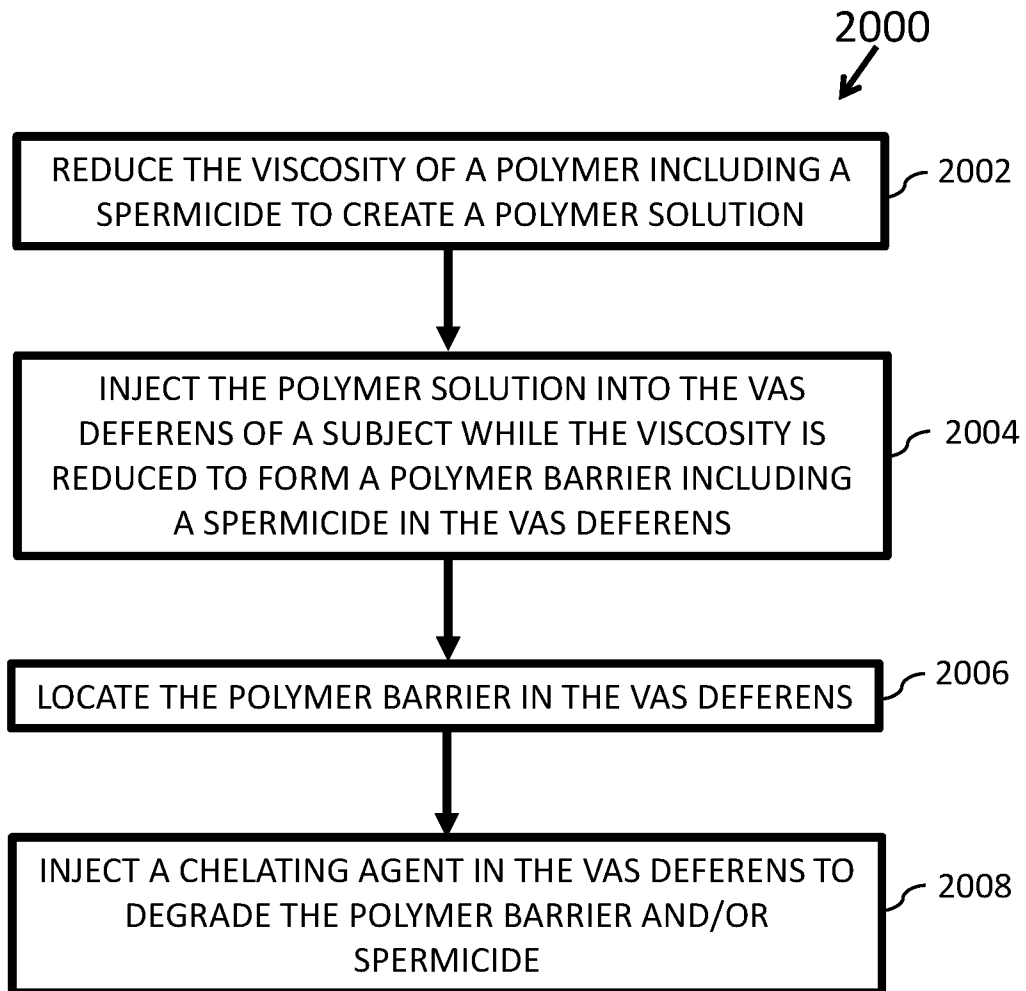 2000
REDUCE THE VISCOSITY OF A POLYMER INCLUDING A
SPERMICIDE TO CREATE A POLYMER SOLUTION
2002
INJECT THE POLYMER SOLUTION INTO THE VAS
DEFERENS OF A SUBJECT WHILE THE VISCOSITY IS
REDUCED TO FORM A POLYMER BARRIER INCLUDING
A SPERMICIDE IN THE VAS DEFERENS
2004
LOCATE THE POLYMER BARRIER IN THE VAS DEFERENS
2006
INJECT A CHELATING AGENT IN THE VAS DEFERENS TO
DEGRADE THE POLYMER BARRIER AND/OR
SPERMICIDE
2008